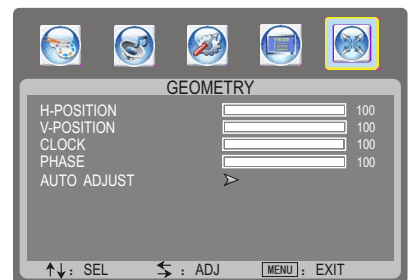 GEOMETRY
H-POSITION 100
V-POSITION 100
CLOCK 100
PHASE 100
AUTO ADJUST
↑↓: SEL ⇆: ADJ MENU: EXIT